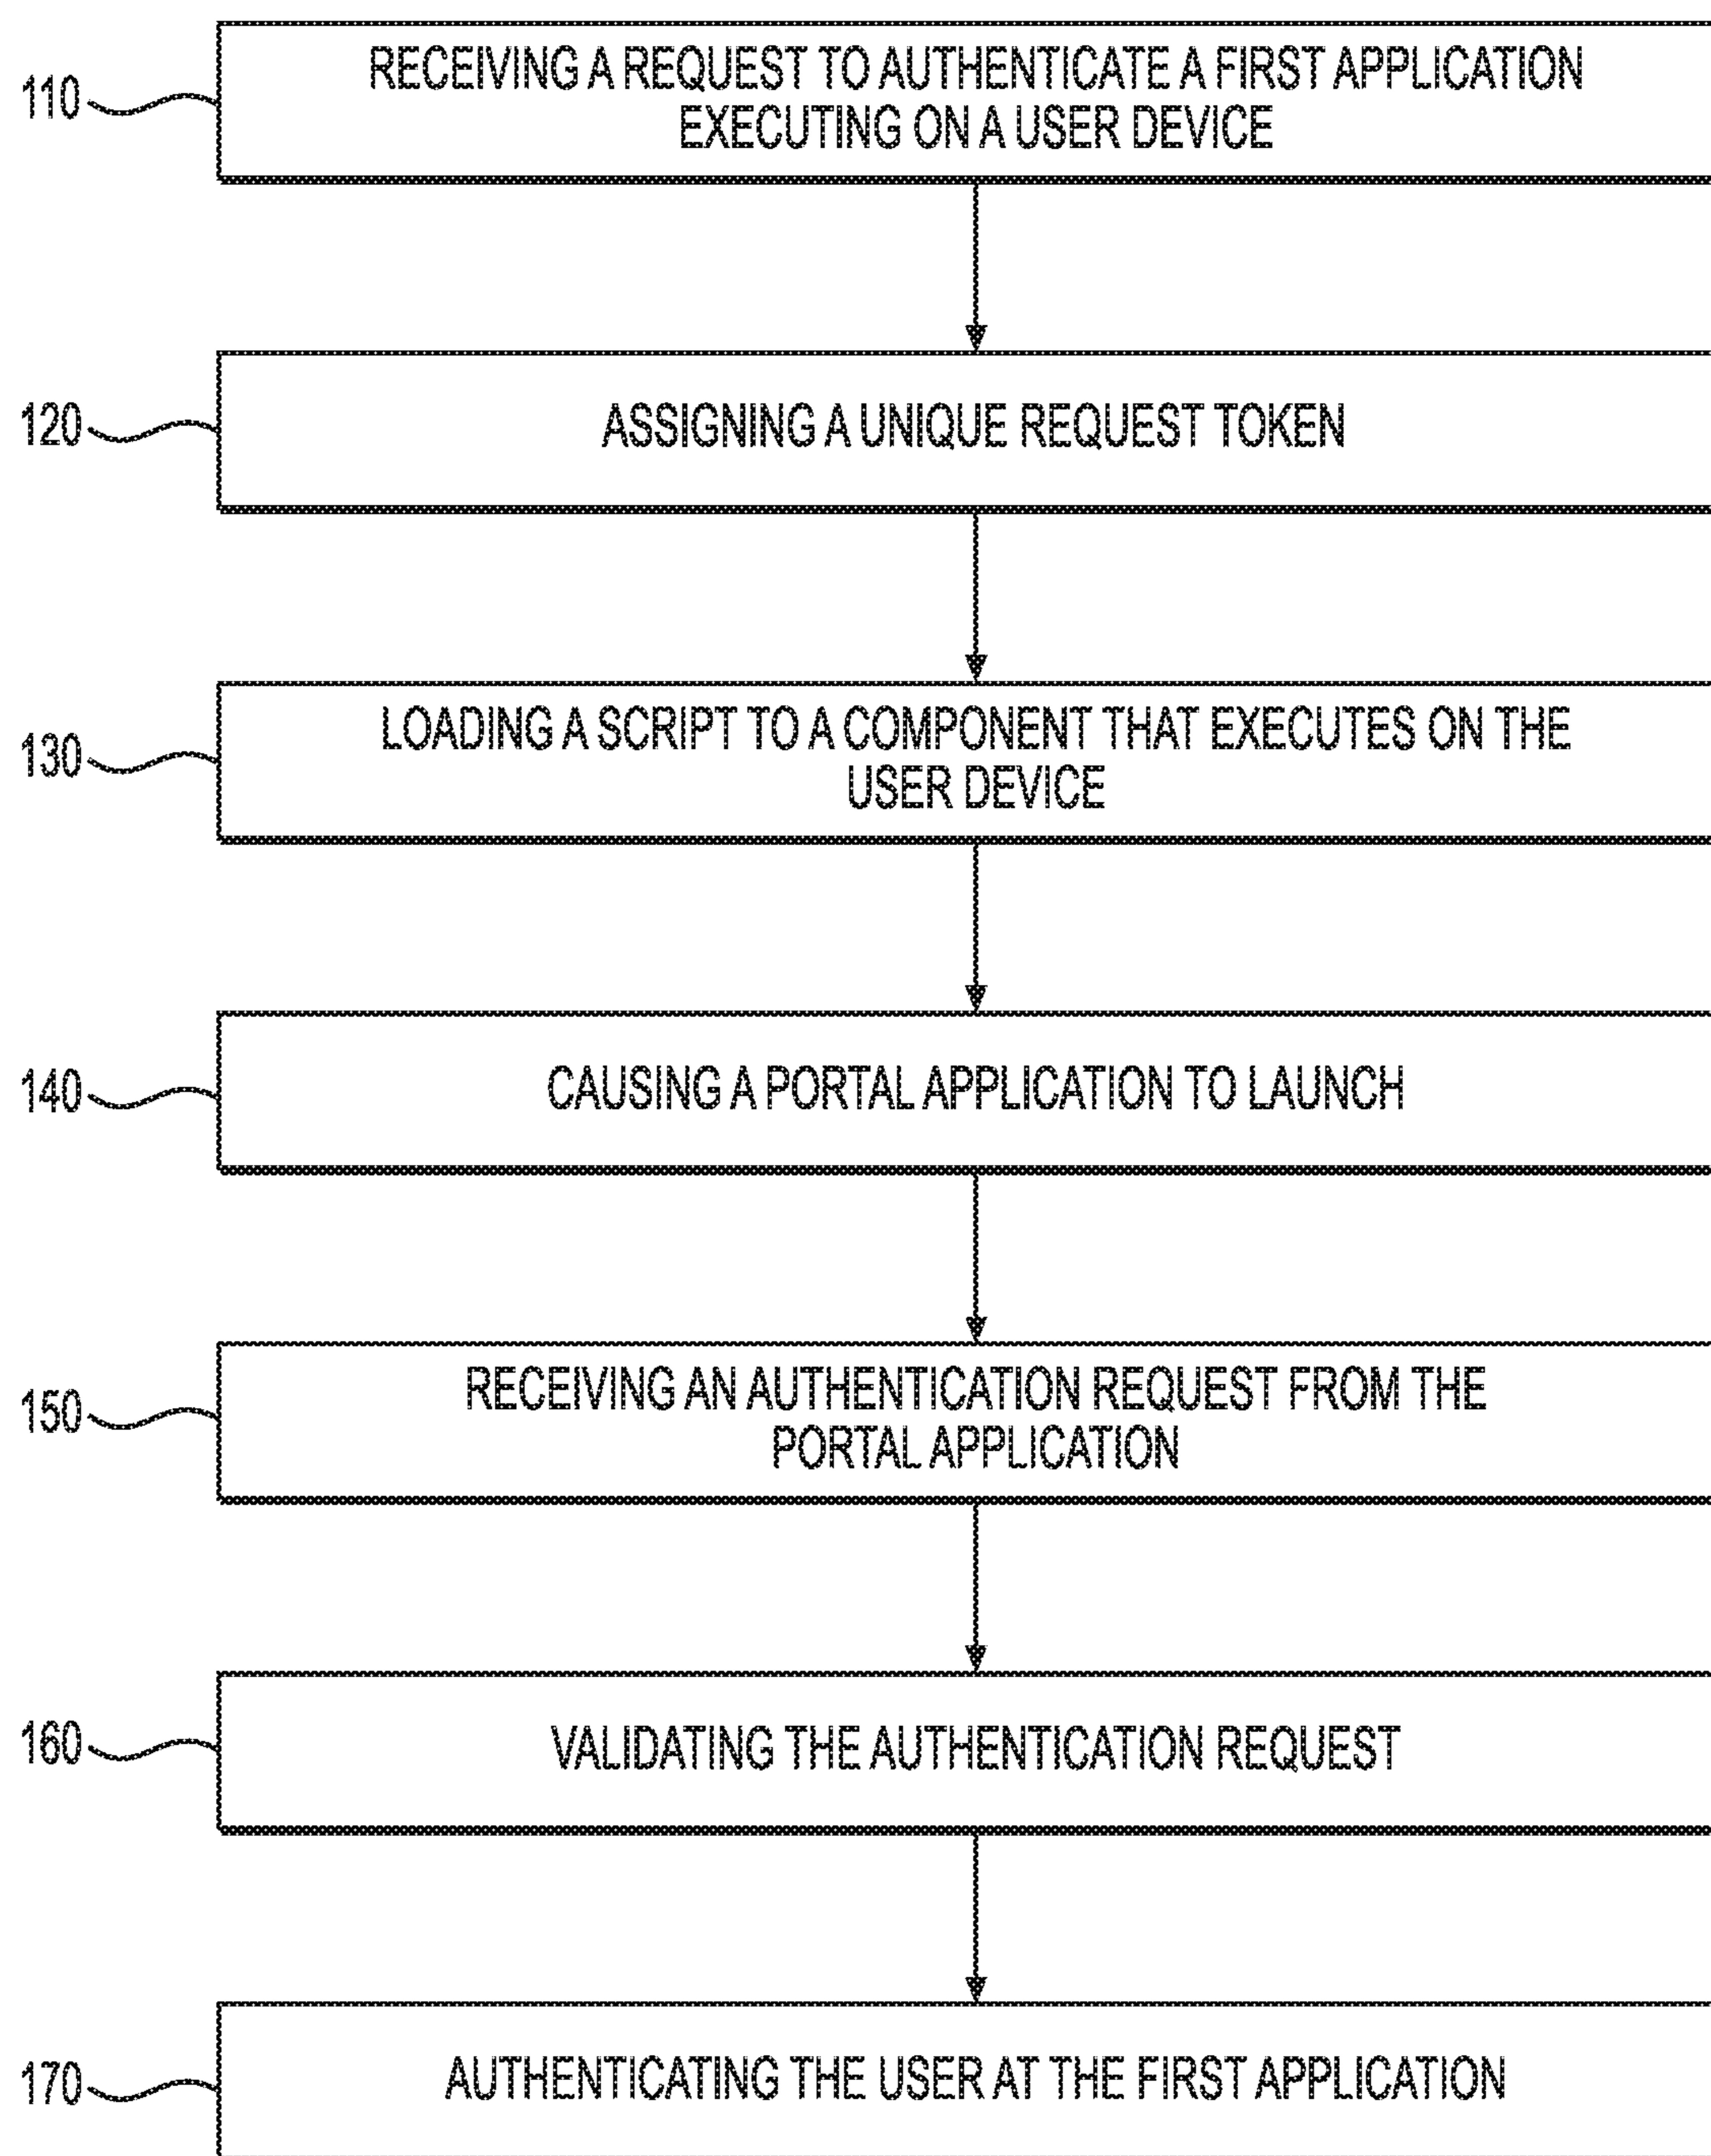 110
RECEIVING A REQUEST TO AUTHENTICATE A FIRST APPLICATION
EXECUTING ON A USER DEVICE
120
ASSIGNING A UNIQUE REQUEST TOKEN
130
LOADING A SCRIPT TO A COMPONENT THAT EXECUTES ON THE
USER DEVICE
140
CAUSING A PORTAL APPLICATION TO LAUNCH
150
RECEIVING AN AUTHENTICATION REQUEST FROM THE
PORTAL APPLICATION
160
VALIDATING THE AUTHENTICATION REQUEST
170
AUTHENTICATING THE USER AT THE FIRST APPLICATION